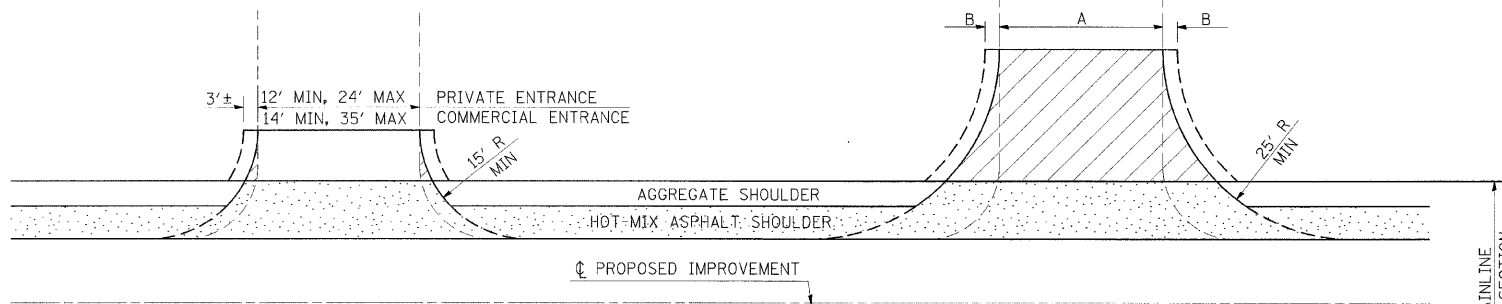 B A B
3'± 12' MIN, 24' MAX PRIVATE ENTRANCE
14' MIN, 35' MAX COMMERCIAL ENTRANCE
15' R
MIN
25' R
MIN
AGGREGATE SHOULDER
HOT-MIX ASPHALT SHOULDER
℄ PROPOSED IMPROVEMENT